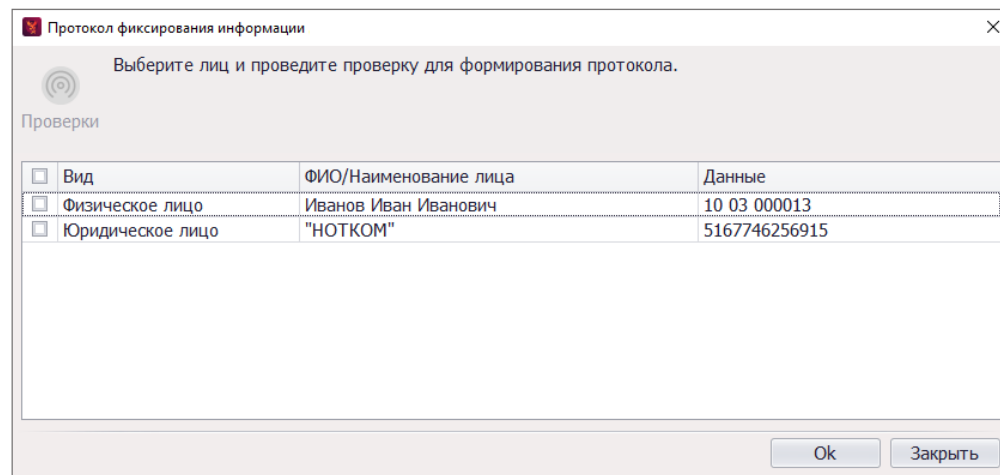 Протокол фиксирования информации
Выберите лиц и проведите проверку для формирования протокола.
Проверки
Вид ФИО/Наименование лица Данные
Физическое лицо Иванов Иван Иванович 10 03 000013
Юридическое лицо "НОТКОМ" 5167746256915
Ok Закрыть